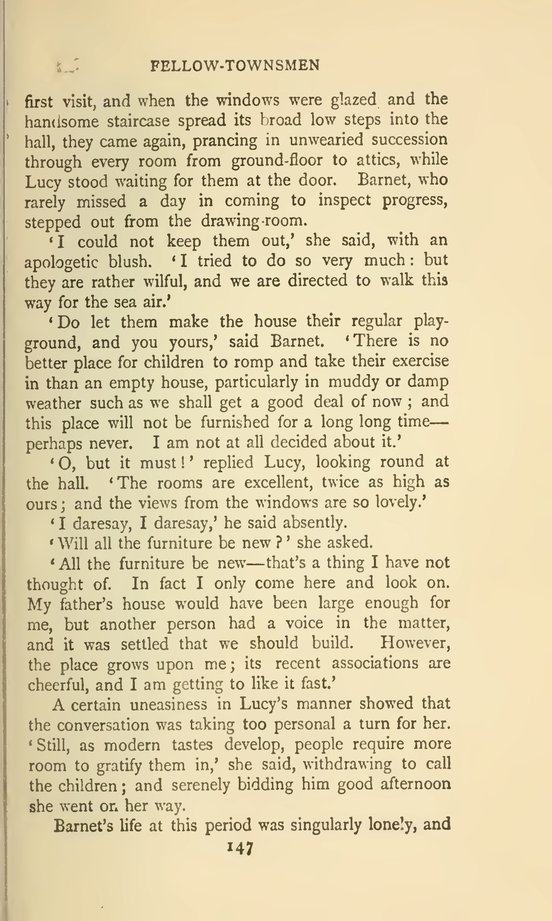 FELLOW-TOWNSMEN
first visit, and when the windows were glazed and the
handsome staircase spread its broad low steps into the
hall, they came again, prancing in unwearied succession
through every room from ground-floor to attics, while
Lucy stood waiting for them at the door. Barnet, who
rarely missed a day in coming to inspect progress,
stepped out from the drawing-room.
‘I could not keep them out,’ she said, with an
apologetic blush. ‘I tried to do so very much: but
they are rather wilful, and we are directed to walk this
way for the sea air.’
‘Do let them make the house their regular play-
ground, and you yours,’ said Barnet. ‘There is no
better place for children to romp and take their exercise
in than an empty house, particularly in muddy or damp
weather such as we shall get a good deal of now; and
this place will not be furnished for a long long time—
perhaps never. I am not at all decided about it.’
‘O, but it must!’ replied Lucy, looking round at
the hall. ‘The rooms are excellent, twice as high as
ours; and the views from the windows are so lovely.’
‘I daresay, I daresay,’ he said absently.
‘Will all the furniture be new?’ she asked.
‘All the furniture be new—that’s a thing I have not
thought of. In fact I only come here and look on.
My father’s house would have been large enough for
me, but another person had a voice in the matter,
and it was settled that we should build. However,
the place grows upon me; its recent associations are
cheerful, and I am getting to like it fast.’
A certain uneasiness in Lucy’s manner showed that
the conversation was taking too personal a turn for her.
‘Still, as modern tastes develop, people require more
room to gratify them in,’ she said, withdrawing to call
the children; and serenely bidding him good afternoon
she went on her way.
Barnet’s life at this period was singularly lonely, and
147